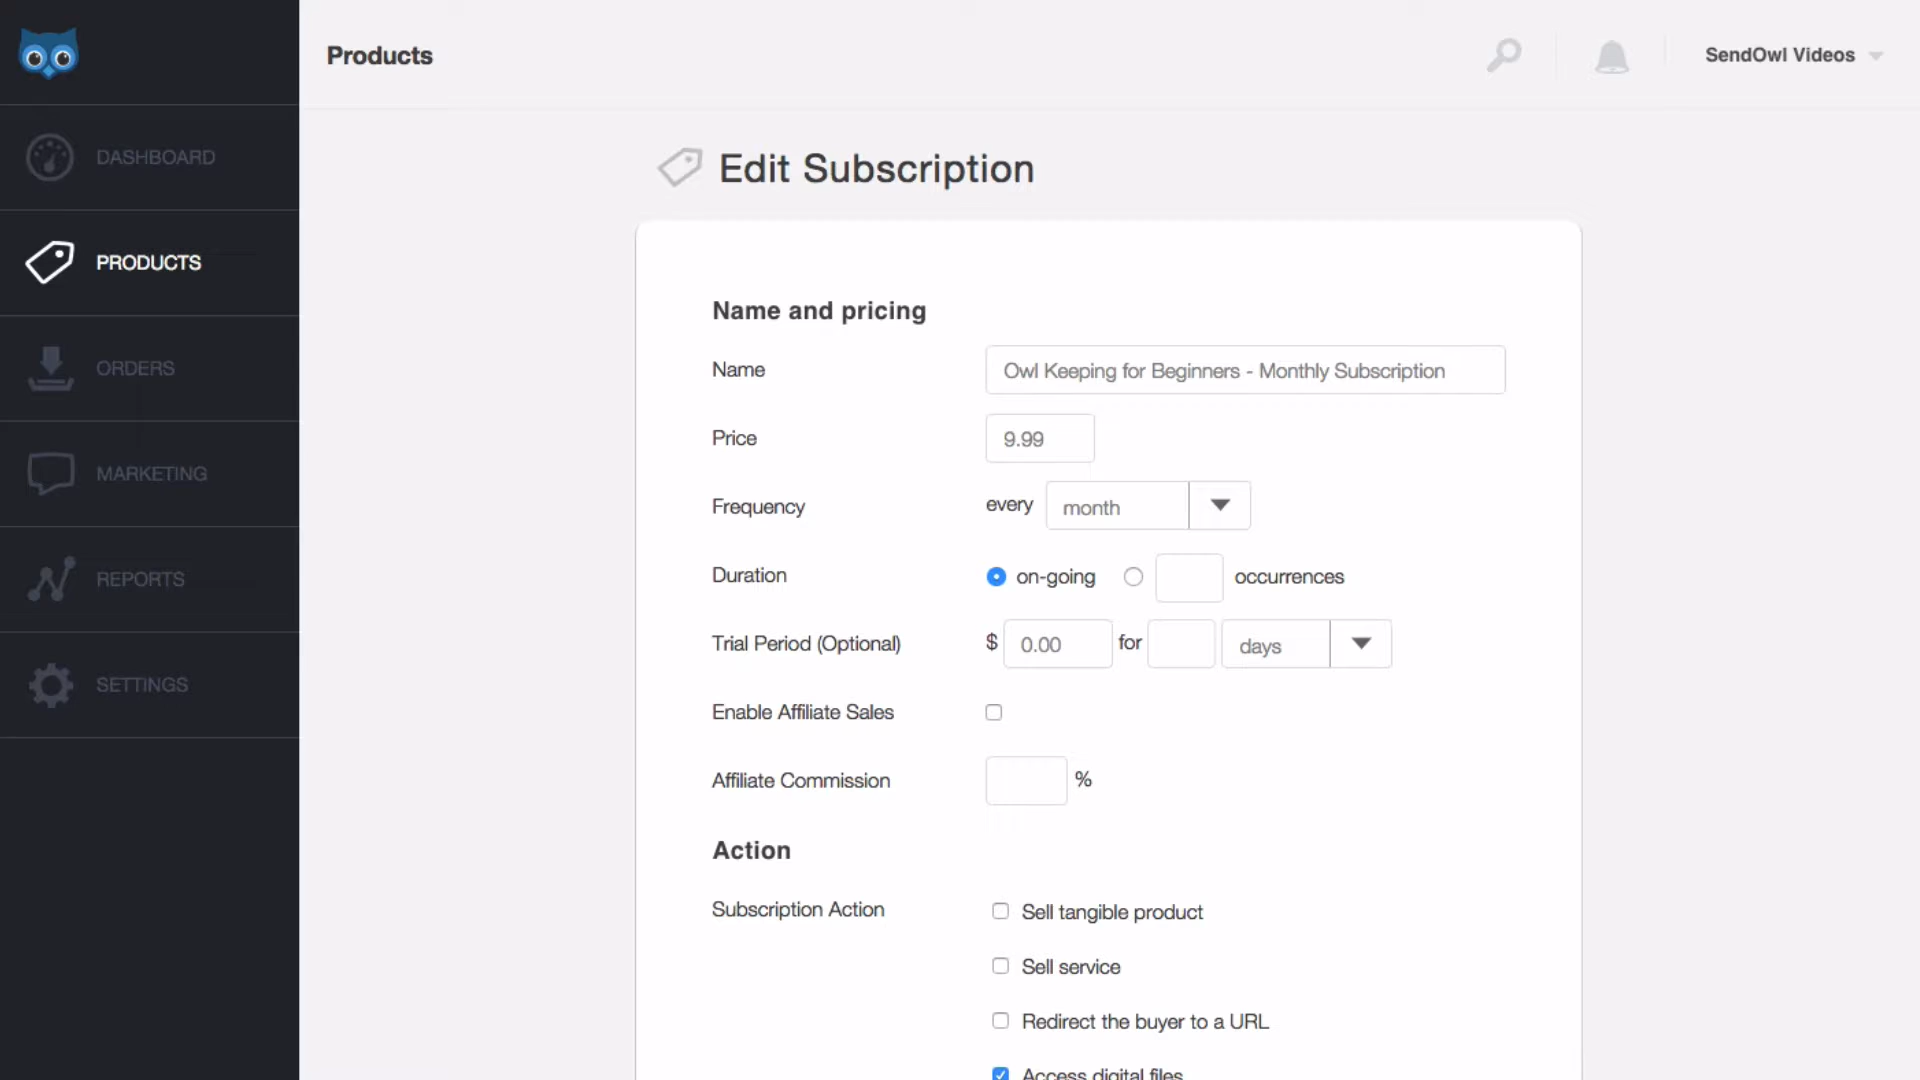 Products
SendOwl Videos
DASHBOARD
PRODUCTS
ORDERS
MARKETING
REPORTS
SETTINGS
Edit Subscription
Name and pricing
Name Owl Keeping for Beginners - Monthly Subscription
Price 9.99
Frequency every month
Duration on-going occurrences
Trial Period (Optional) $ 0.00 for days
Enable Affiliate Sales
Affiliate Commission %
Action
Subscription Action Sell tangible product
Sell service
Redirect the buyer to a URL
Access digital files